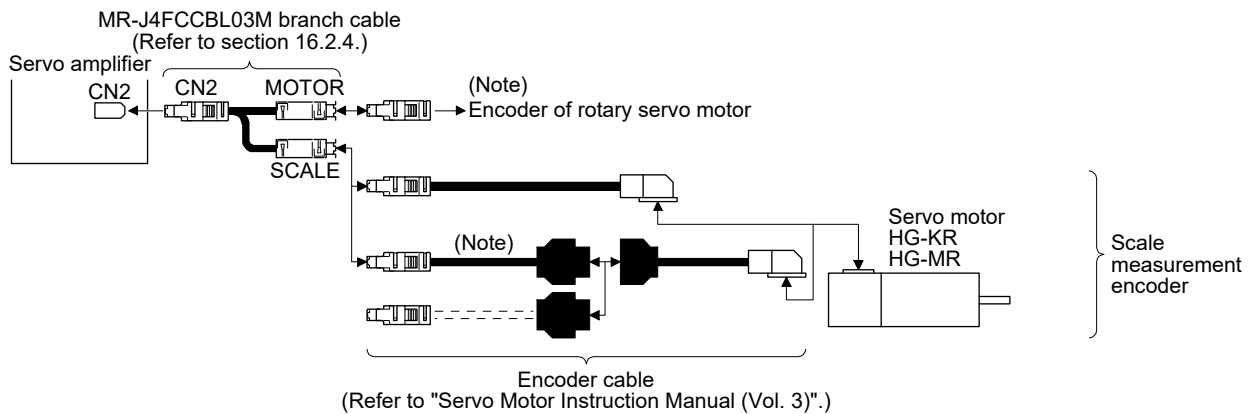 MR-J4FCCBL03M branch cable
(Refer to section 16.2.4.)
Servo amplifier
CN2
CN2
MOTOR
(Note)
Encoder of rotary servo motor
SCALE
Servo motor
HG-KR
HG-MR
(Note)
Scale
measurement
encoder
Encoder cable
(Refer to "Servo Motor Instruction Manual (Vol. 3)".)